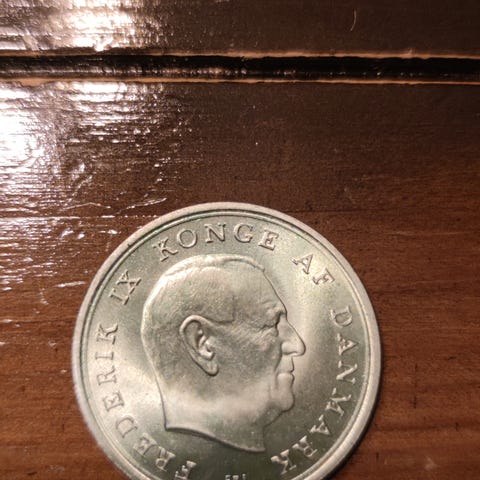 FREDERIK IX KONGE AF DANMARK